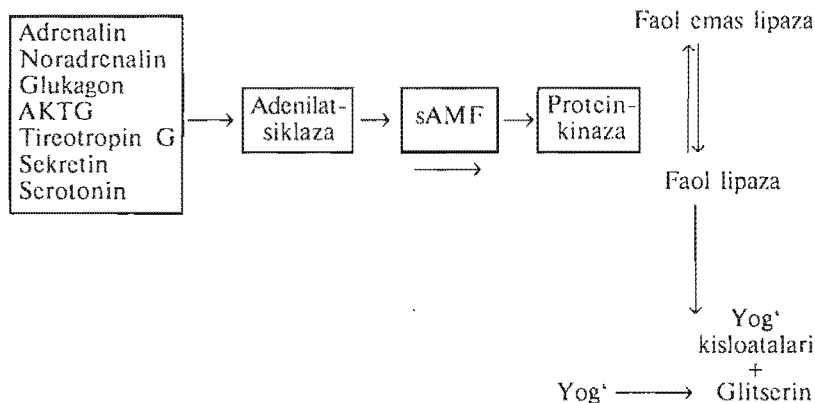 Adrenalin
Noradrenalin
Glukagon
AKTG
Tireotropin G
Sekretin
Serotonin
Adenilat-
siklaza
sAMF
Protein-
kinaza
Faol emas lipaza
Faol lipaza
Yog‘
kisloatalari
+
Glitserin
Yog‘